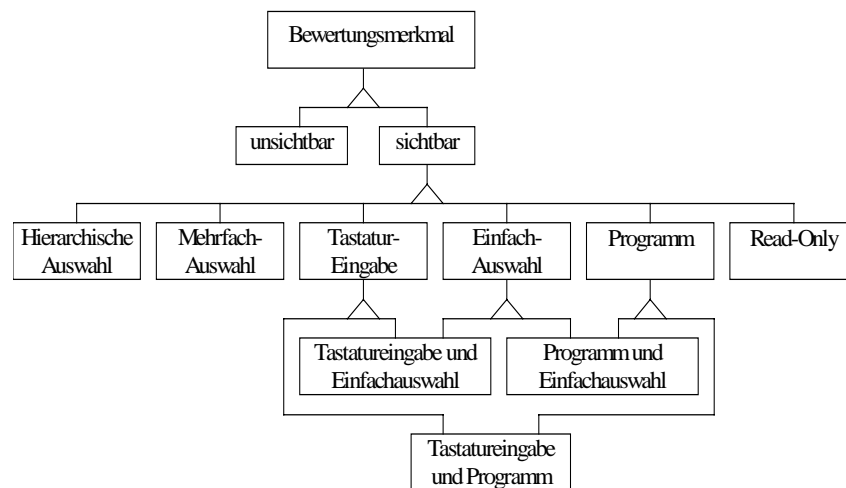 Bewertungsmerkmal
unsichtbar
sichtbar
Hierarchische
Auswahl
Mehrfach-
Auswahl
Tastatur-
Eingabe
Einfach-
Auswahl
Programm
Read-Only
Tastatureingabe und
Einfachauswahl
Programm und
Einfachauswahl
Tastatureingabe
und Programm